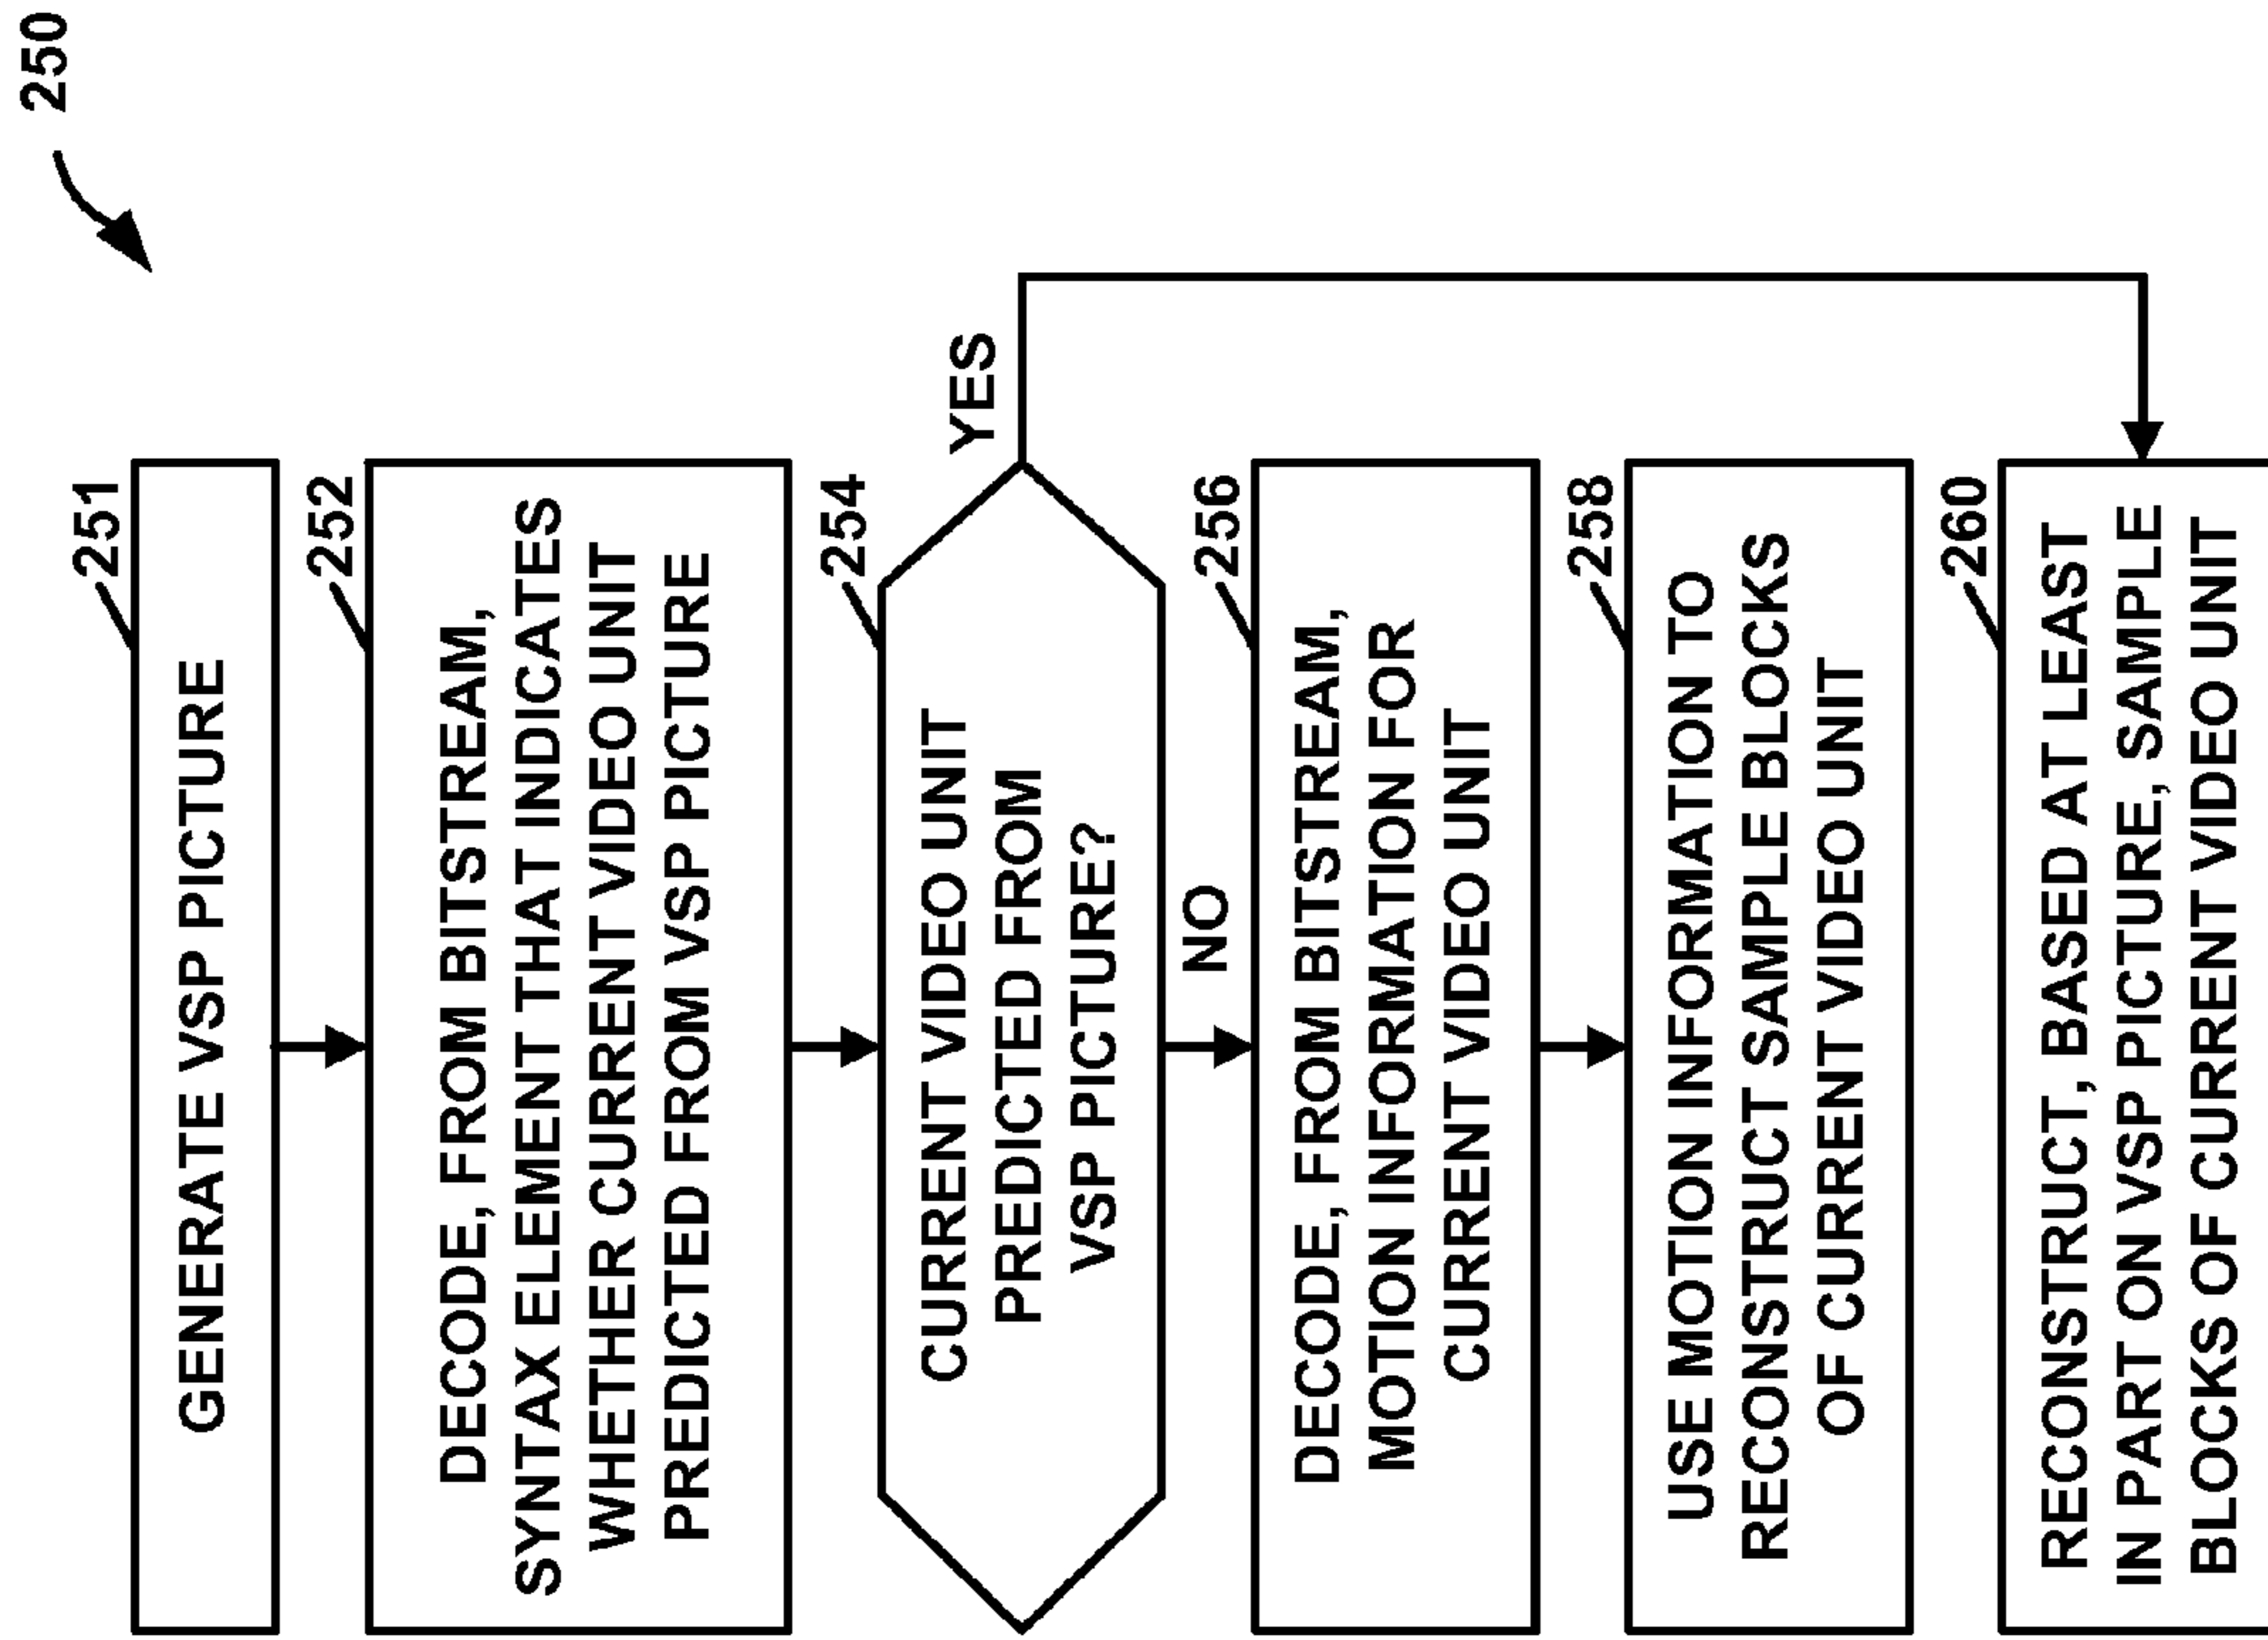 250
251
GENERATE VSP PICTURE
252
DECODE, FROM BITSTREAM,
SYNTAX ELEMENT THAT INDICATES
WHETHER CURRENT VIDEO UNIT
PREDICTED FROM VSP PICTURE
254
CURRENT VIDEO UNIT
PREDICTED FROM
VSP PICTURE?
YES
NO
256
DECODE, FROM BITSTREAM,
MOTION INFORMATION FOR
CURRENT VIDEO UNIT
258
USE MOTION INFORMATION TO
RECONSTRUCT SAMPLE BLOCKS
OF CURRENT VIDEO UNIT
260
RECONSTRUCT, BASED AT LEAST
IN PART ON VSP PICTURE, SAMPLE
BLOCKS OF CURRENT VIDEO UNIT